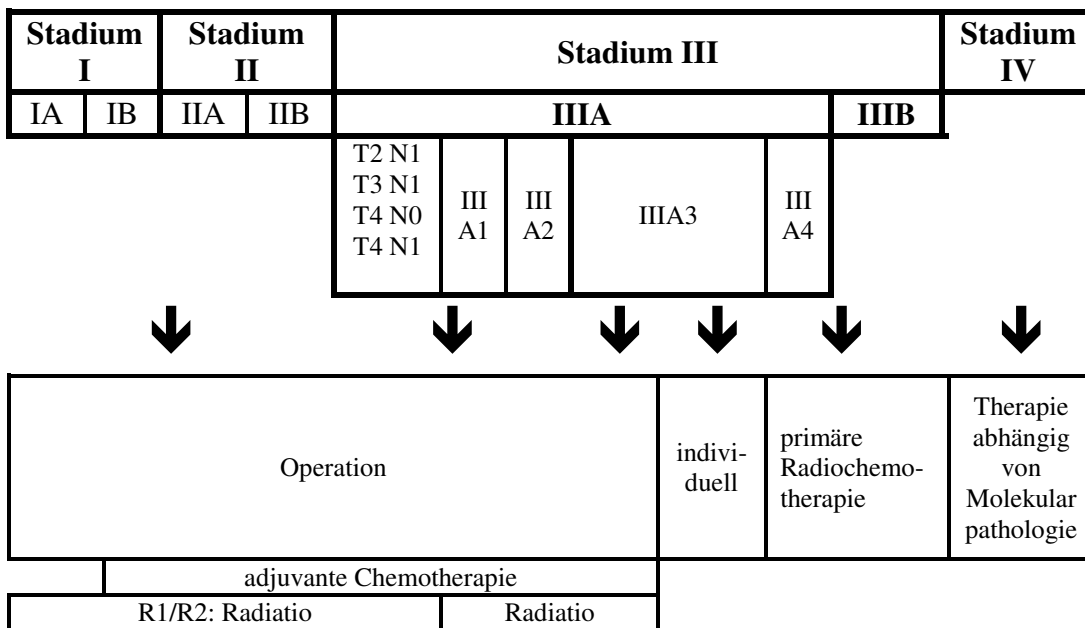 Stadium
I
Stadium
II
Stadium III
Stadium
IV
IA
IB
IIA
IIB
IIIA
IIIB
T2 N1
T3 N1
T4 N0
T4 N1
III
A1
III
A2
IIIA3
III
A4
Operation
indivi-
duell
primäre
Radiochemo-
therapie
Therapie
abhängig
von
Molekular
pathologie
adjuvante Chemotherapie
R1/R2: Radiatio
Radiatio